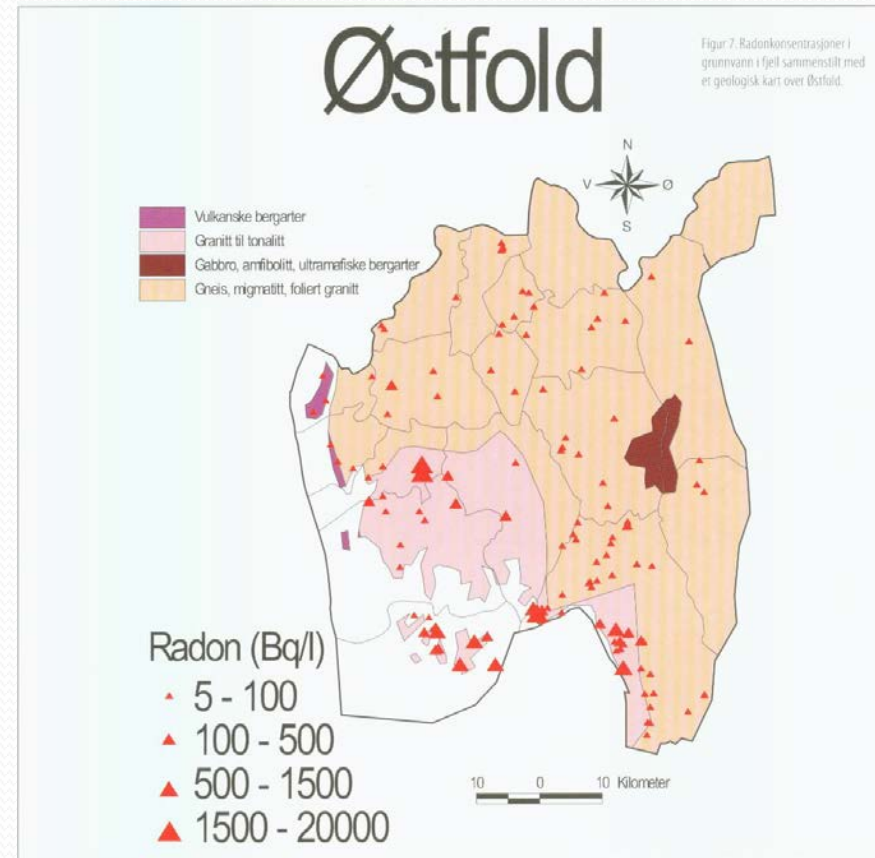 Østfold
Figur 7. Radonkonsentrasjoner i
grunnvann i fjell sammenstilt med
et geologisk kart over Østfold.
N
V
Ø
S
Vulkanske bergarter
Granitt til tonalitt
Gabbro, amfibolitt, ultramafiske bergarter
Gneis, migmatitt, foliert granitt
Radon (Bq/l)
5 - 100
100 - 500
500 - 1500
1500 - 20000
10 0 10 Kilometer